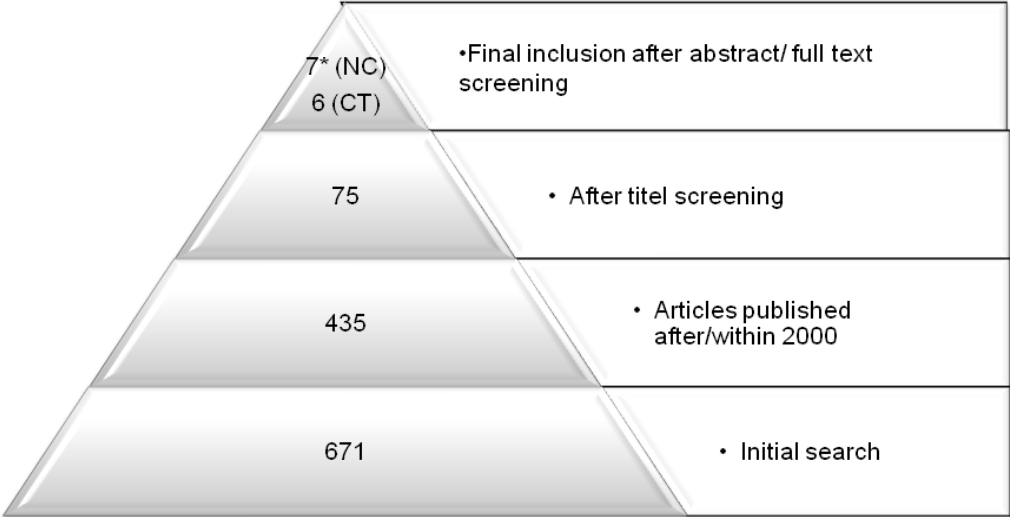 7* (NC)
6 (CT)
•Final inclusion after abstract/ full text
screening
75
• After titel screening
435
• Articles published
after/within 2000
671
• Initial search